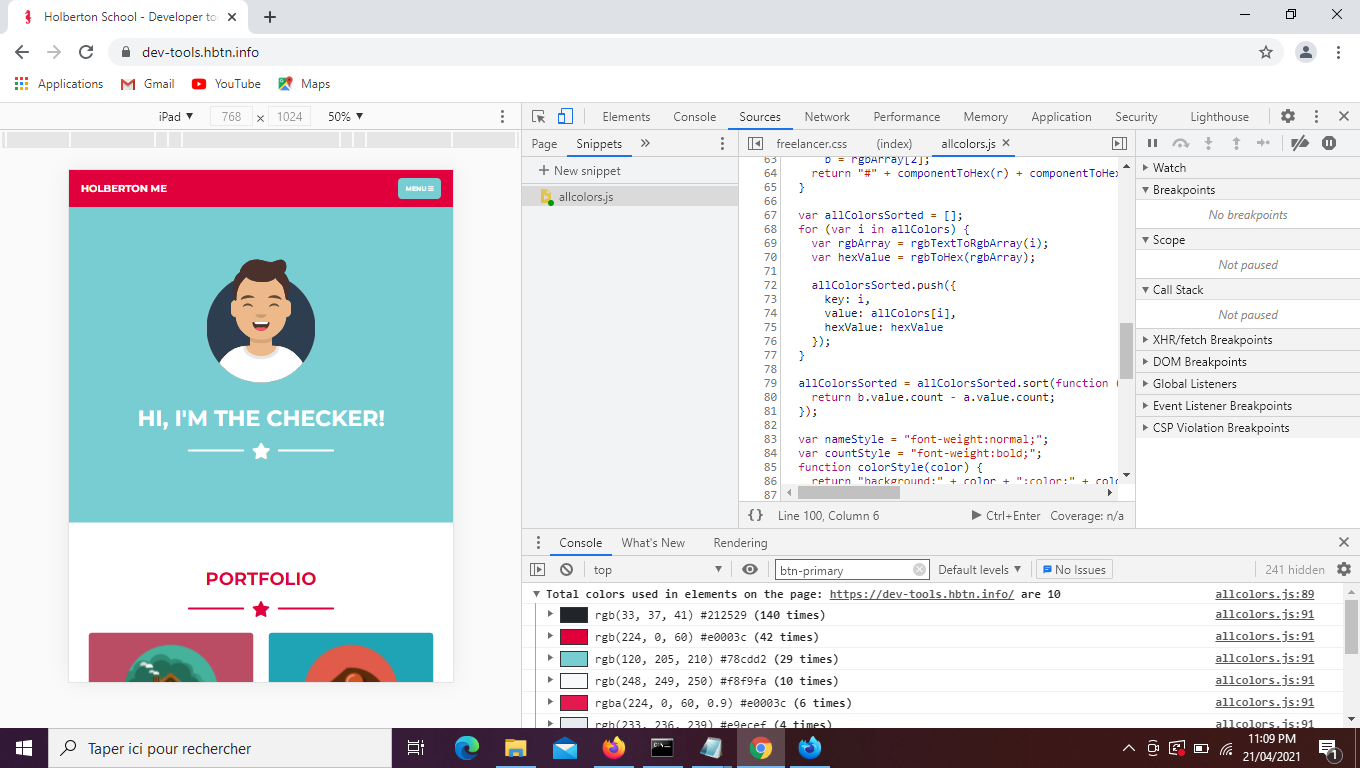 Holberton School - Developer to
dev-tools.hbtn.info
Applications Gmail YouTube Maps
iPad ▼ 768 × 1024 50% ▼
Elements Console Sources Network Performance Memory Application Security Lighthouse
Page Snippets »
+ New snippet
allcolors.js
freelancer.css (index) allcolors.js ×
63 b = rgbArray[2];
64 return "#" + componentToHex(r) + componentToHex
65 }
66
67 var allColorsSorted = [];
68 for (var i in allColors) {
69 var rgbArray = rgbTextToRgbArray(i);
70 var hexValue = rgbToHex(rgbArray);
71
72 allColorsSorted.push({
73 key: i,
74 value: allColors[i],
75 hexValue: hexValue
76 });
77 }
78
79 allColorsSorted = allColorsSorted.sort(function (
80 return b.value.count - a.value.count;
81 });
82
83 var nameStyle = "font-weight:normal;";
84 var countStyle = "font-weight:bold;";
85 function colorStyle(color) {
86 return "background:" + color + ";color:" + colo
87
{} Line 100, Column 6 ▶ Ctrl+Enter Coverage: n/a
Watch
Breakpoints
No breakpoints
Scope
Not paused
Call Stack
Not paused
XHR/fetch Breakpoints
DOM Breakpoints
Global Listeners
Event Listener Breakpoints
CSP Violation Breakpoints
HOLBERTON ME MENU
HI, I'M THE CHECKER!
PORTFOLIO
Console What's New Rendering
top ▼ btn-primary Default levels ▼ No Issues 241 hidden
Total colors used in elements on the page: https://dev-tools.hbtn.info/ are 10 allcolors.js:89
rgb(33, 37, 41) #212529 (140 times) allcolors.js:91
rgb(224, 0, 60) #e0003c (42 times) allcolors.js:91
rgb(120, 205, 210) #78cdd2 (29 times) allcolors.js:91
rgb(248, 249, 250) #f8f9fa (10 times) allcolors.js:91
rgba(224, 0, 60, 0.9) #e0003c (6 times) allcolors.js:91
rgb(233, 236, 239) #e9ecef (4 times) allcolors.js:91
Taper ici pour rechercher
11:09 PM
21/04/2021
1